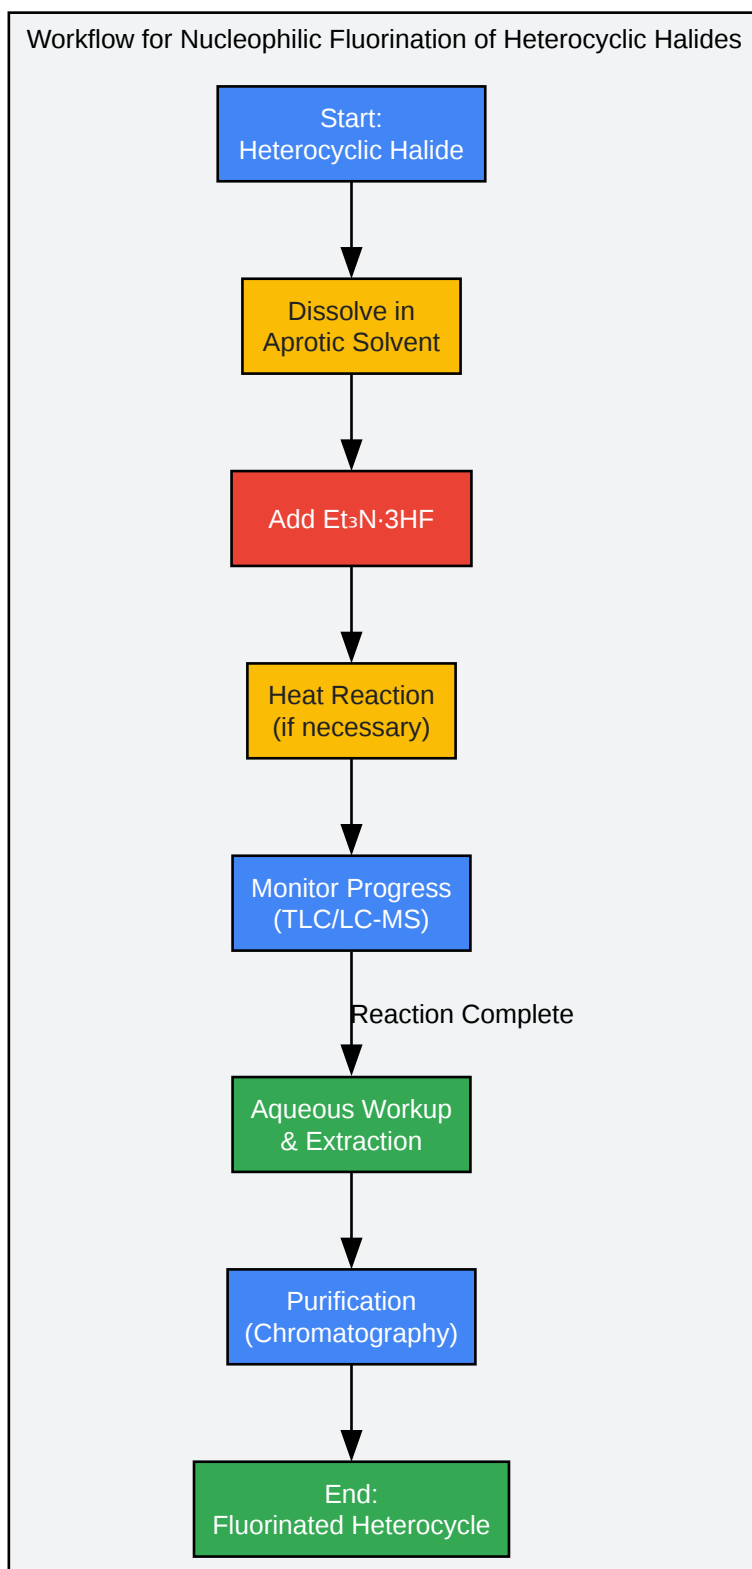 Workflow for Nucleophilic Fluorination of Heterocyclic Halides
Start:
Heterocyclic Halide
Dissolve in
Aprotic Solvent
Add Et₃N·3HF
Heat Reaction
(if necessary)
Monitor Progress
(TLC/LC-MS)
Reaction Complete
Aqueous Workup
& Extraction
Purification
(Chromatography)
End:
Fluorinated Heterocycle